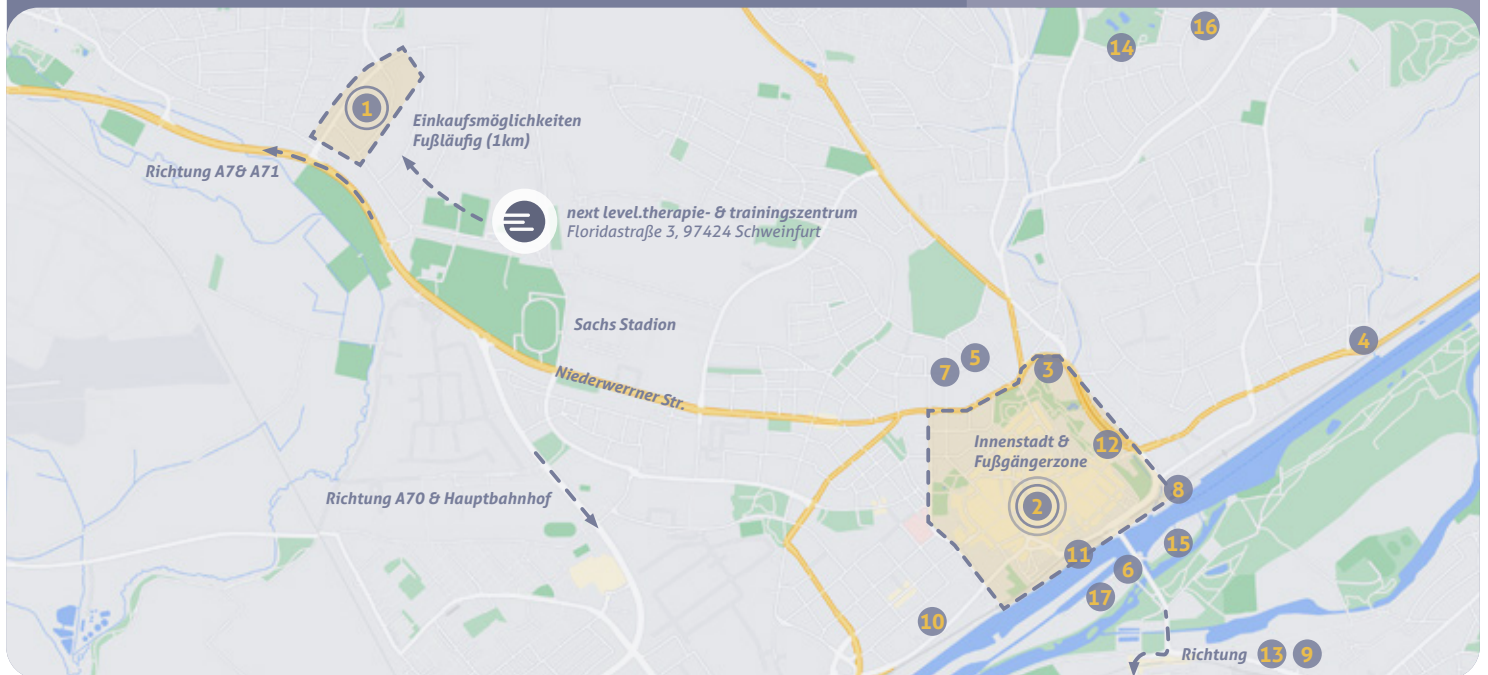 16
14
1
Einkaufsmöglichkeiten
Fußläufig (1km)
Richtung A7& A71
next level.therapie- & trainingszentrum
Floridastraße 3, 97424 Schweinfurt
Sachs Stadion
4
5
7
3
Niederwerrner Str.
Innenstadt &
Fußgängerzone
12
Richtung A70 & Hauptbahnhof
8
2
15
11
6
17
10
Richtung 13 9